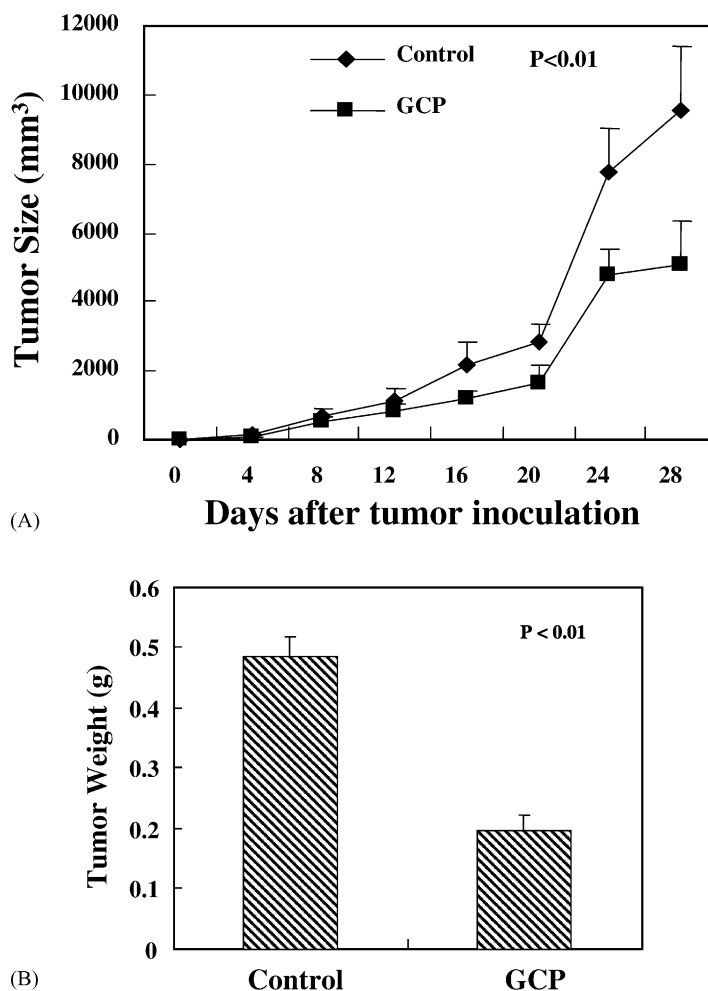 12000
10000
8000
6000
4000
2000
0
Tumor Size (mm³)
Control
GCP
P<0.01
0 4 8 12 16 20 24 28
Days after tumor inoculation
(A)
0.6
0.5
0.4
0.3
0.2
0.1
0
Tumor Weight (g)
P < 0.01
Control GCP
(B)